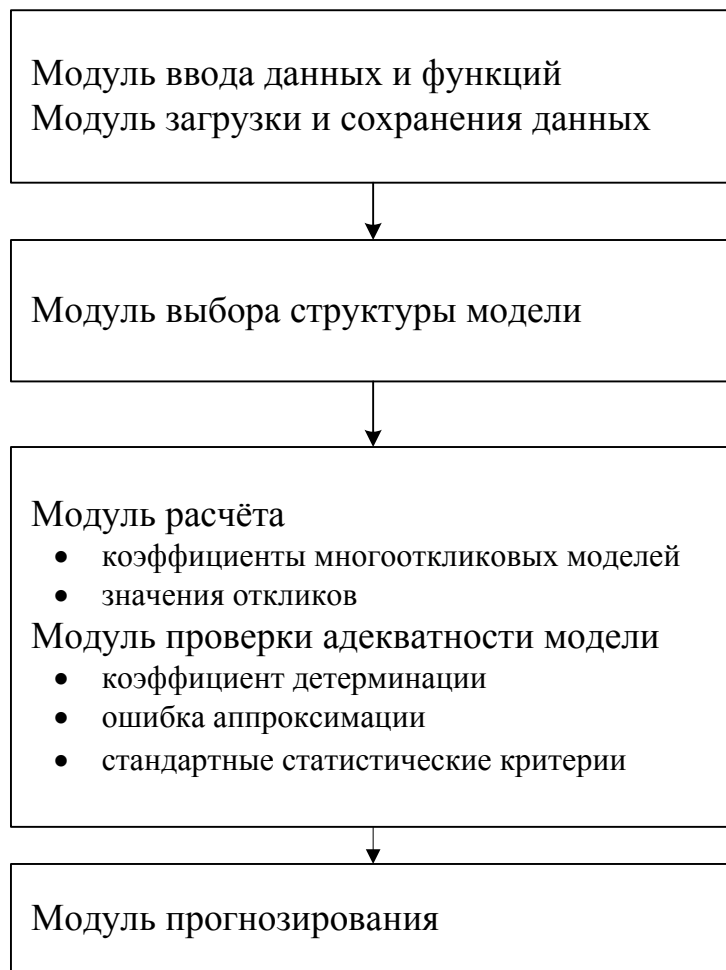 Модуль ввода данных и функций
Модуль загрузки и сохранения данных
Модуль выбора структуры модели
Модуль расчёта
• коэффициенты многооткликовых моделей
• значения откликов
Модуль проверки адекватности модели
• коэффициент детерминации
• ошибка аппроксимации
• стандартные статистические критерии
Модуль прогнозирования